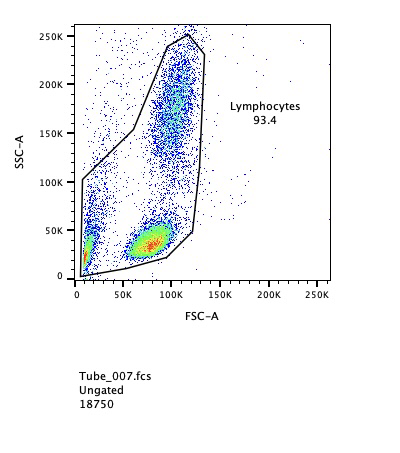 250K
200K
150K
100K
50K
0
SSC-A
Lymphocytes
93.4
0 50K 100K 150K 200K 250K
FSC-A
Tube_007.fcs
Ungated
18750